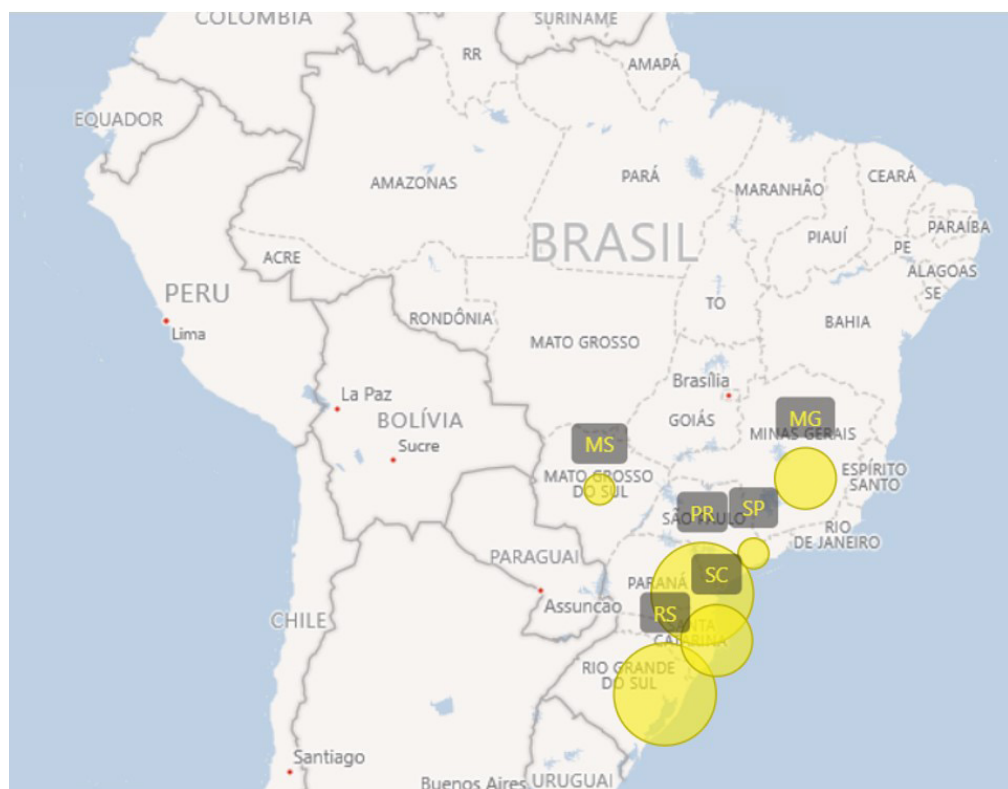 COLOMBIA
SURINAME
RR
AMAPÁ
EQUADOR
AMAZONAS
PARÁ
MARANHÃO
CEARÁ
PIAUÍ
PARAÍBA
PE
BRASIL
ACRE
ALAGOAS
SE
PERU
TO
RONDÔNIA
BAHIA
Lima
MATO GROSSO
Brasília
La Paz
BOLÍVIA
GOIÁS
MG
MINAS GERAIS
MS
Sucre
MATO GROSSO
DO SUL
ESPÍRITO
SANTO
SP
PR
SÃO PAULO
RIO
DE JANEIRO
PARAGUAI
SC
PARANÁ
Assunção
RS
CHILE
SANTA
CATARINA
RIO GRANDE
DO SUL
Santiago
Buenos Aires
URUGUAI